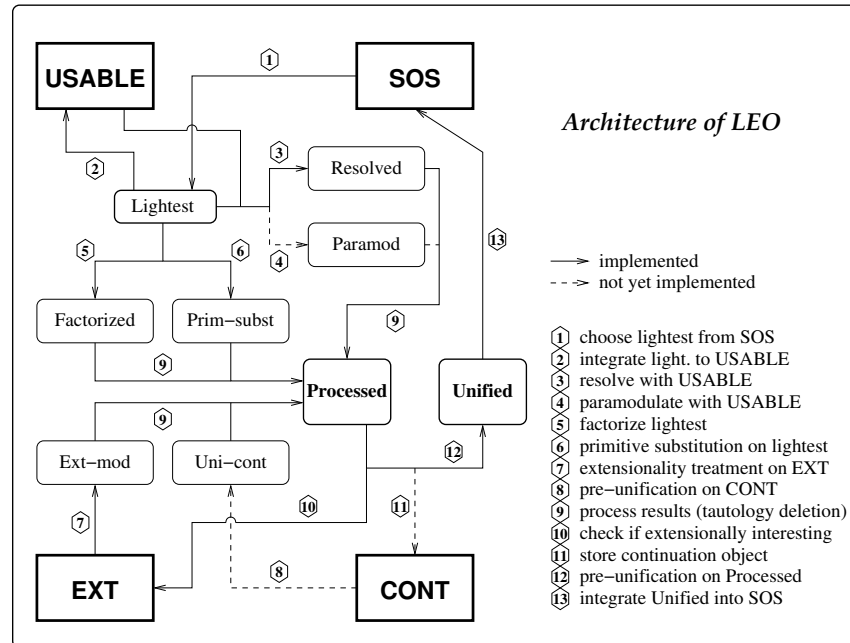 USABLE
SOS
1
Architecture of LEO
2
3
Resolved
Lightest
Paramod
4
13
5
6
implemented
not yet implemented
Factorized
Prim−subst
9
9
Processed
Unified
9
Ext−mod
Uni−cont
12
7
10
11
8
EXT
CONT
1 choose lightest from SOS
2 integrate light. to USABLE
3 resolve with USABLE
4 paramodulate with USABLE
5 factorize lightest
6 primitive substitution on lightest
7 extensionality treatment on EXT
8 pre−unification on CONT
9 process results (tautology deletion)
10 check if extensionally interesting
11 store continuation object
12 pre−unification on Processed
13 integrate Unified into SOS